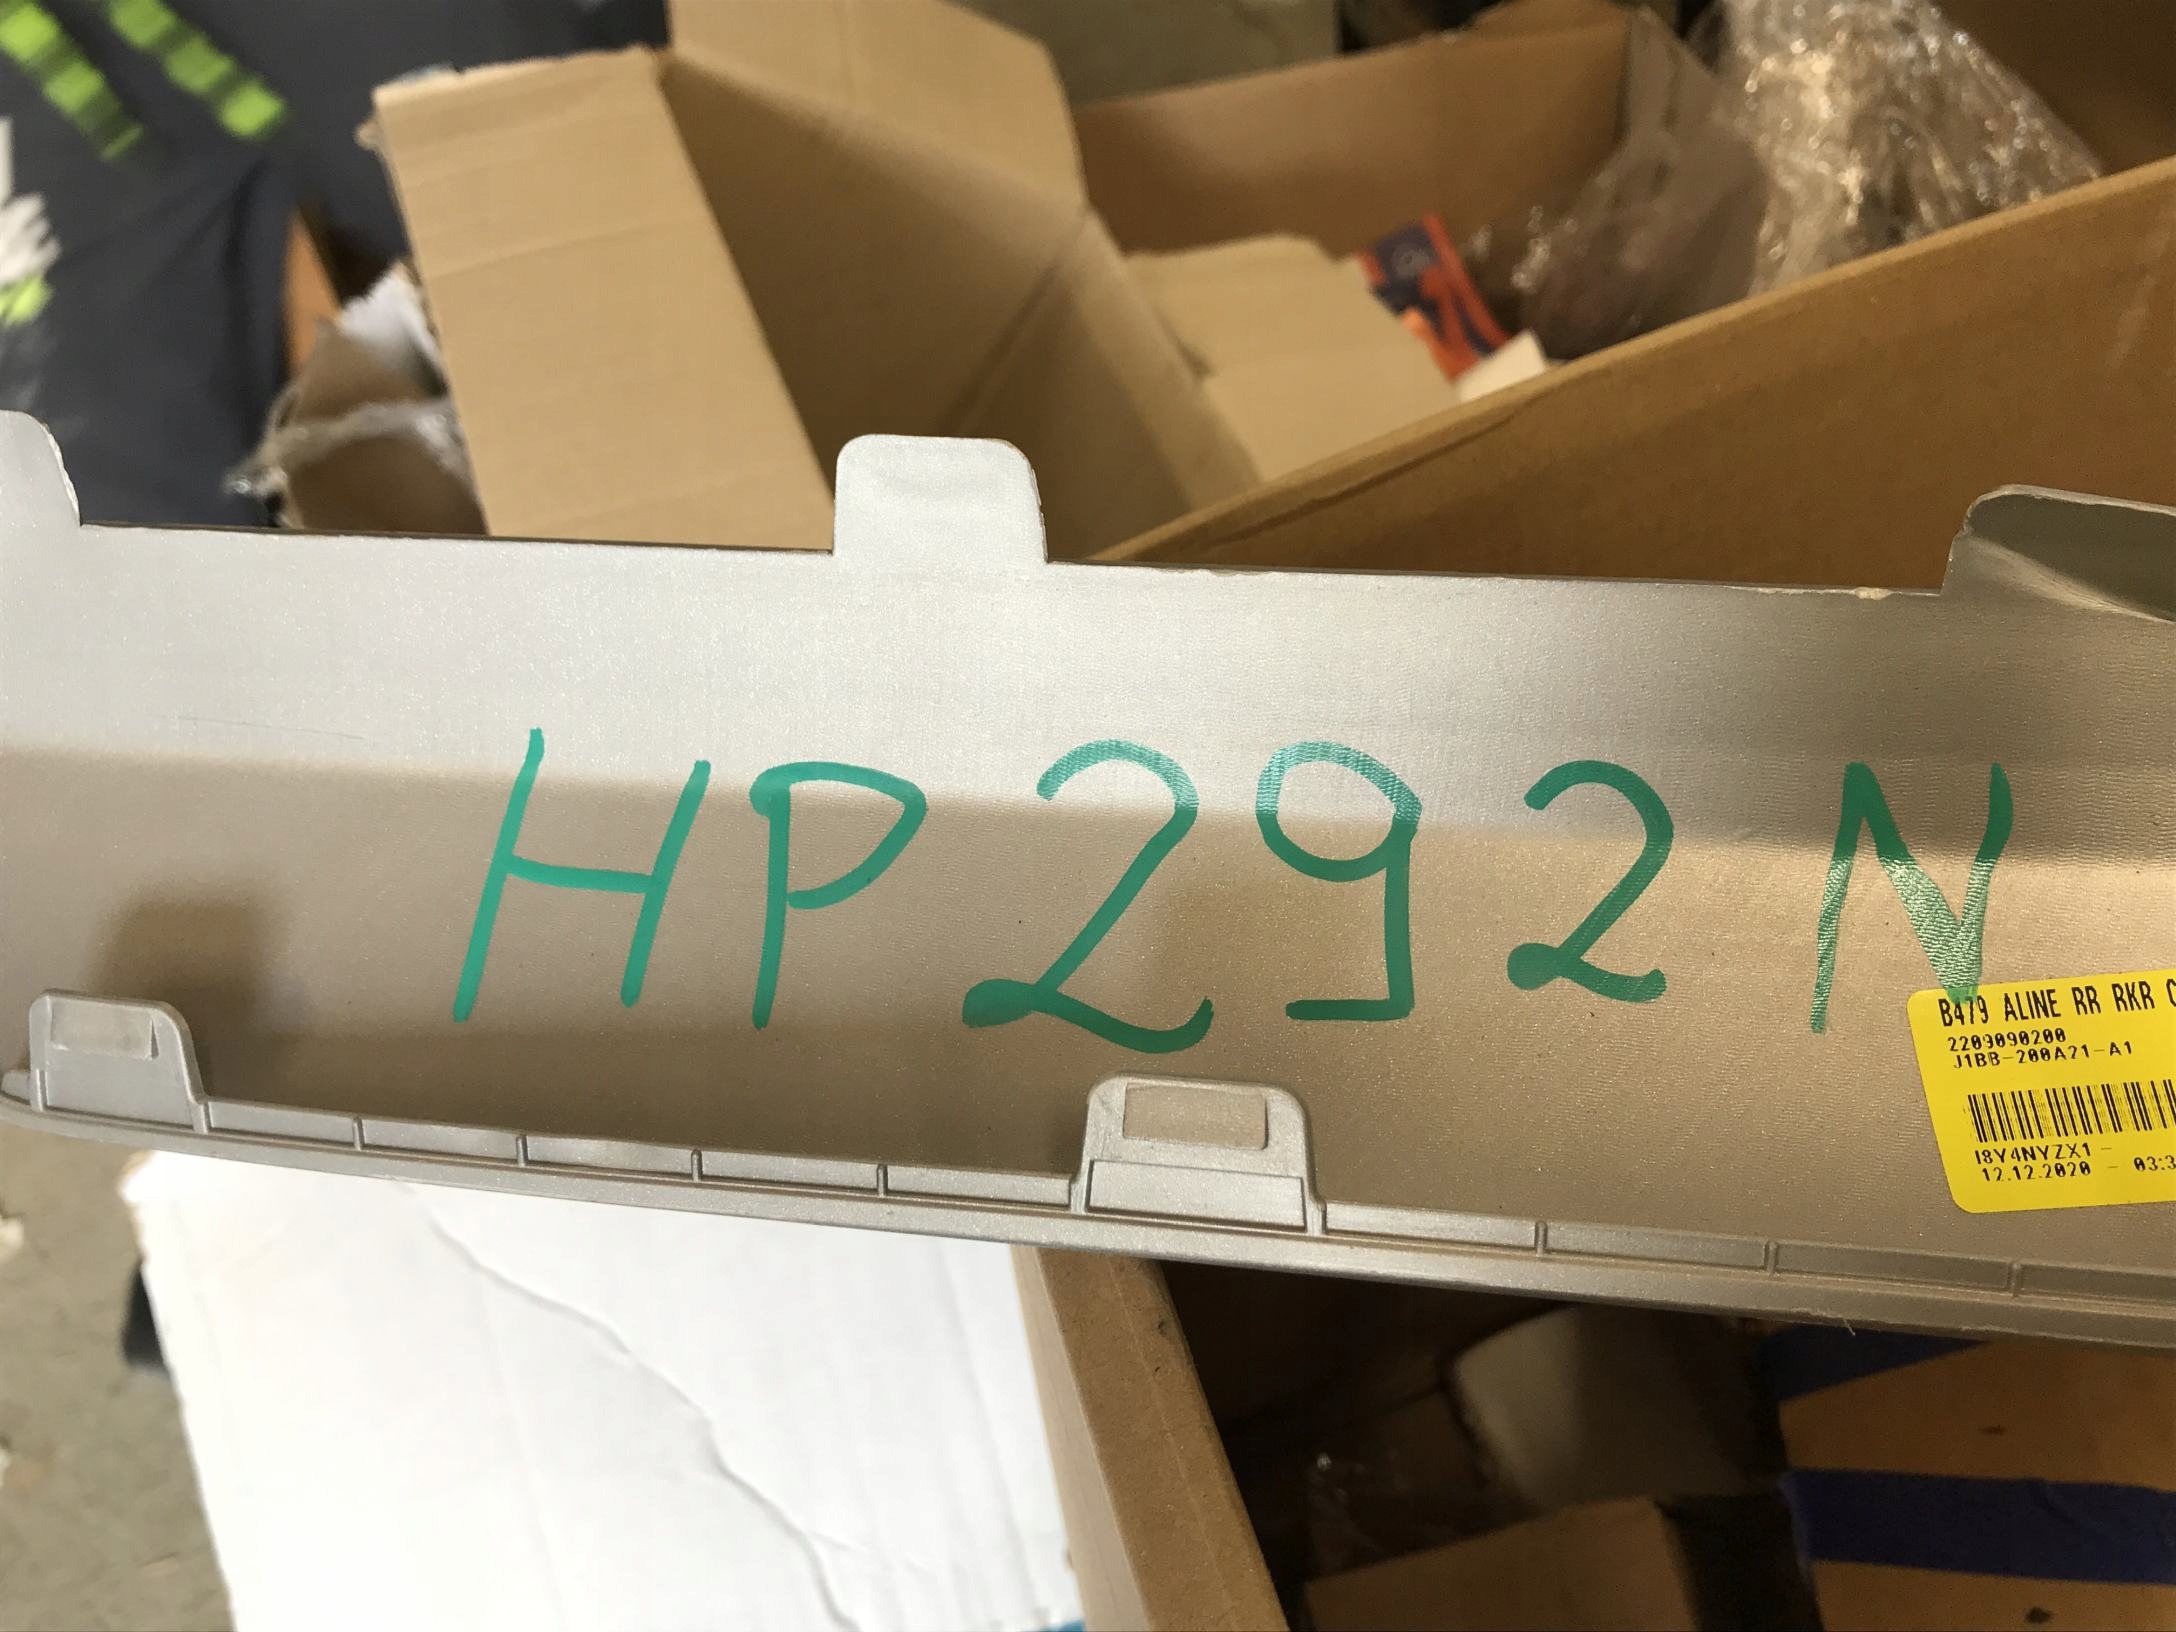 HP292N
B479 ALINE RR RKR
2209090200
J1BB-200A21-A1
I8Y4NYZX1-
12.12.2020 - 03:3